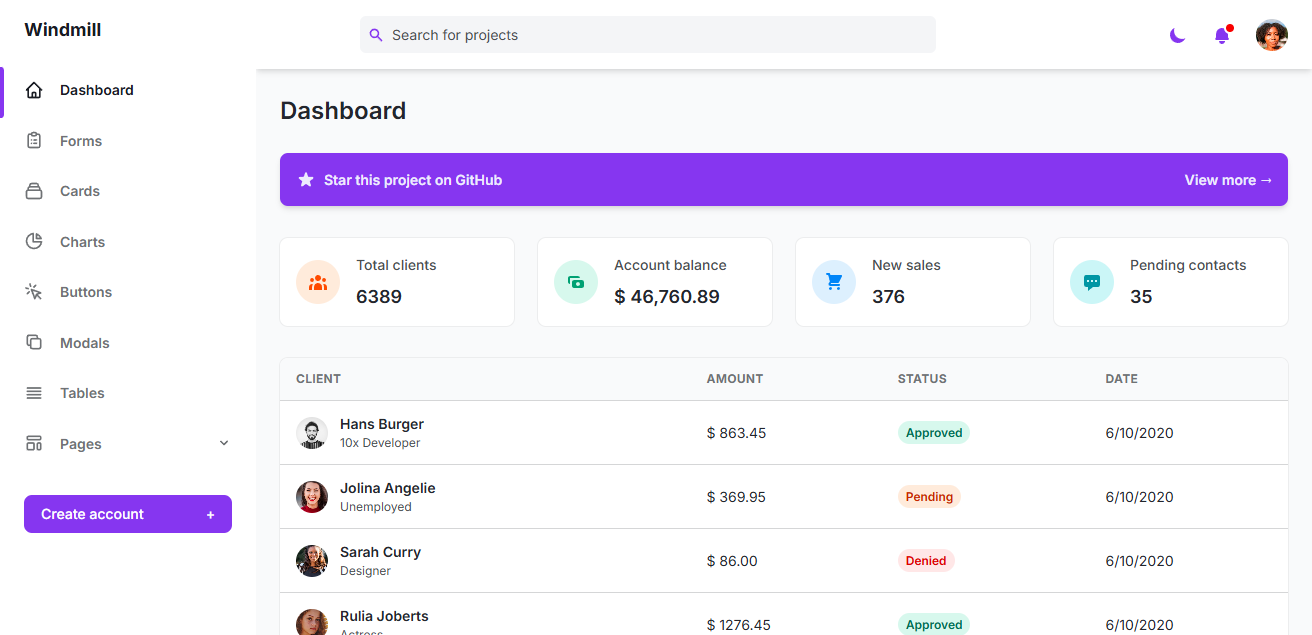 Windmill
Search for projects
Dashboard
Forms
Cards
Charts
Buttons
Modals
Tables
Pages
Create account +
Dashboard
Star this project on GitHub View more →
Total clients
6389
Account balance
$ 46,760.89
New sales
376
Pending contacts
35
CLIENT AMOUNT STATUS DATE
Hans Burger
10x Developer
$ 863.45 Approved 6/10/2020
Jolina Angelie
Unemployed
$ 369.95 Pending 6/10/2020
Sarah Curry
Designer
$ 86.00 Denied 6/10/2020
Rulia Joberts
Actress
$ 1276.45 Approved 6/10/2020